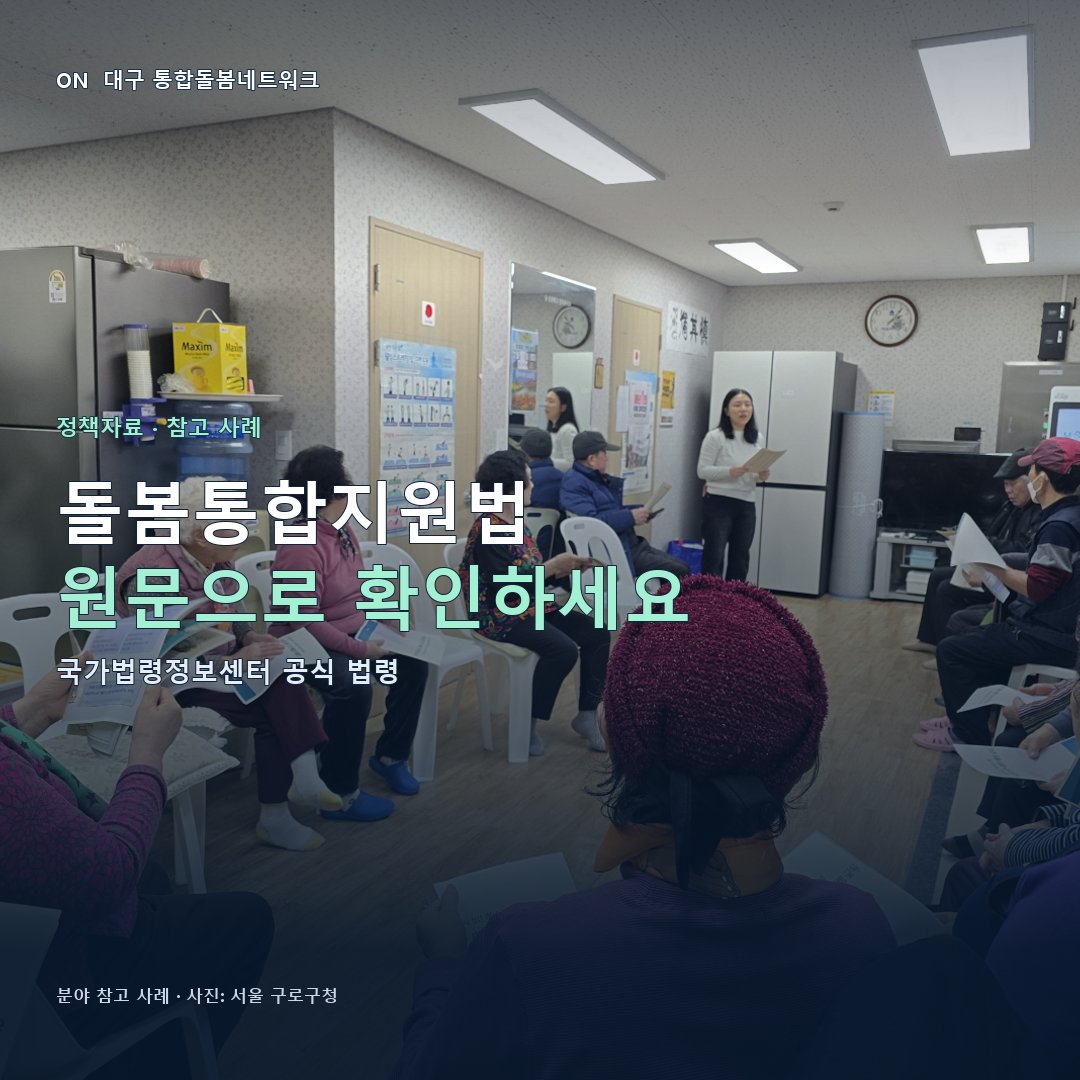 ON 대구 통합돌봄네트워크
Maxim
Maxim
정책자료 · 참고 사례
돌봄통합지원법
원문으로 확인하세요
국가법령정보센터 공식 법령
분야 참고 사례 · 사진: 서울 구로구청